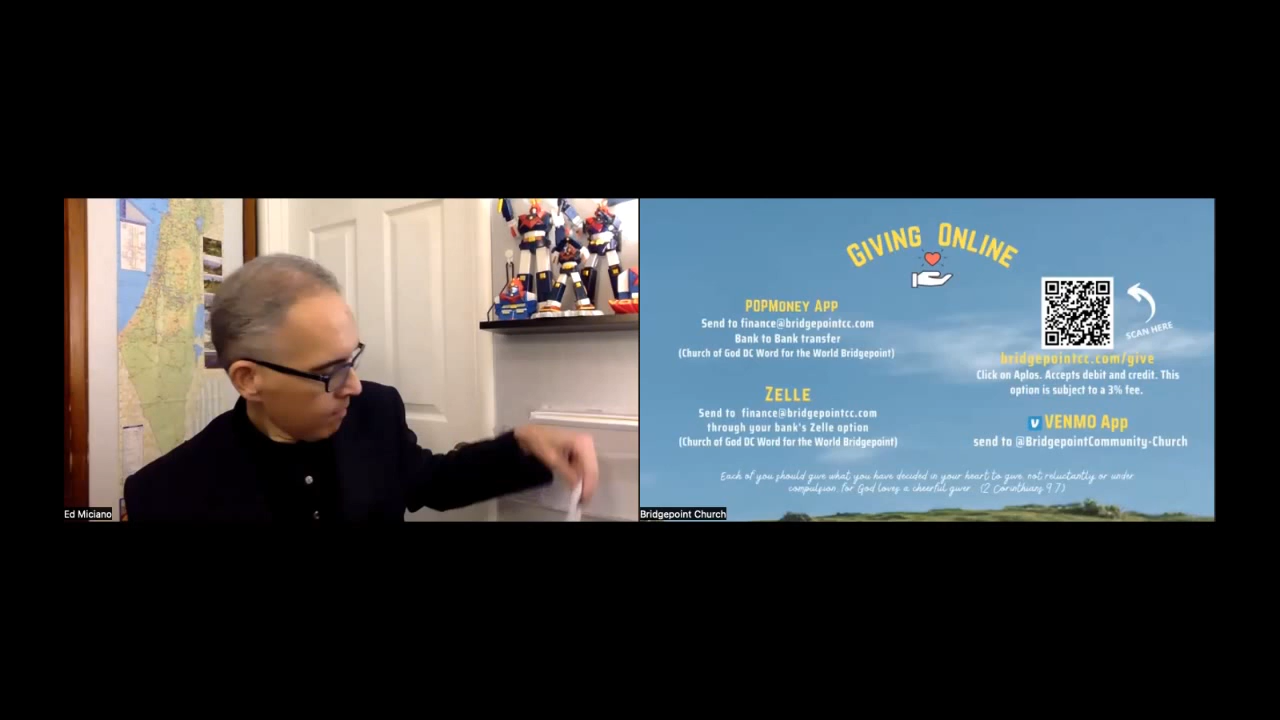 GIVING ONLINE
POPMONEY APP
Send to finance@bridgepointcc.com
Bank to Bank transfer
(Church of God DC Word for the World Bridgepoint)
ZELLE
Send to finance@bridgepointcc.com
through your bank's Zelle option
(Church of God DC Word for the World Bridgepoint)
SCAN HERE
bridgepointcc.com/give
Click on Aplos. Accepts debit and credit. This
option is subject to a 3% fee.
VENMO App
send to @BridgepointCommunity-Church
Each of you should give what you have decided in your heart to give, not reluctantly or under
compulsion, for God loves a cheerful giver. (2 Corinthians 9:7)
Ed Miciano
Bridgepoint Church